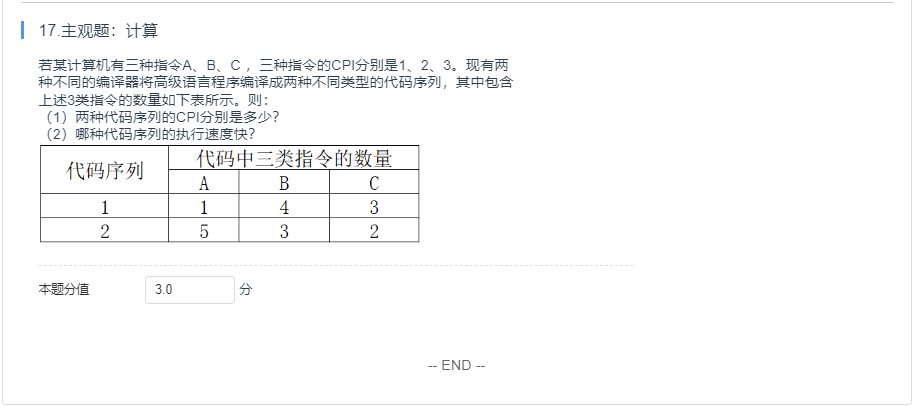 17.主观题：计算
若某计算机有三种指令A、B、C ，三种指令的CPI分别是1、2、3。现有两
种不同的编译器将高级语言程序编译成两种不同类型的代码序列，其中包含
上述3类指令的数量如下表所示。则：
（1）两种代码序列的CPI分别是多少？
（2）哪种代码序列的执行速度快？
代码序列 代码中三类指令的数量
A B C
1 1 4 3
2 5 3 2
本题分值 3.0 分
-- END --